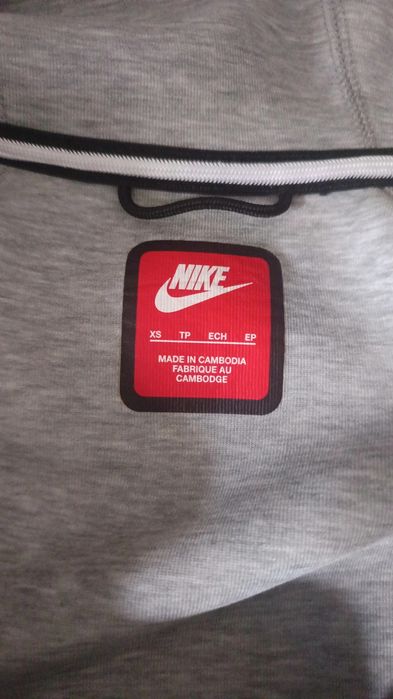 NIKE
XS TP ECH EP
MADE IN CAMBODIA
FABRIQUE AU
CAMBODGE